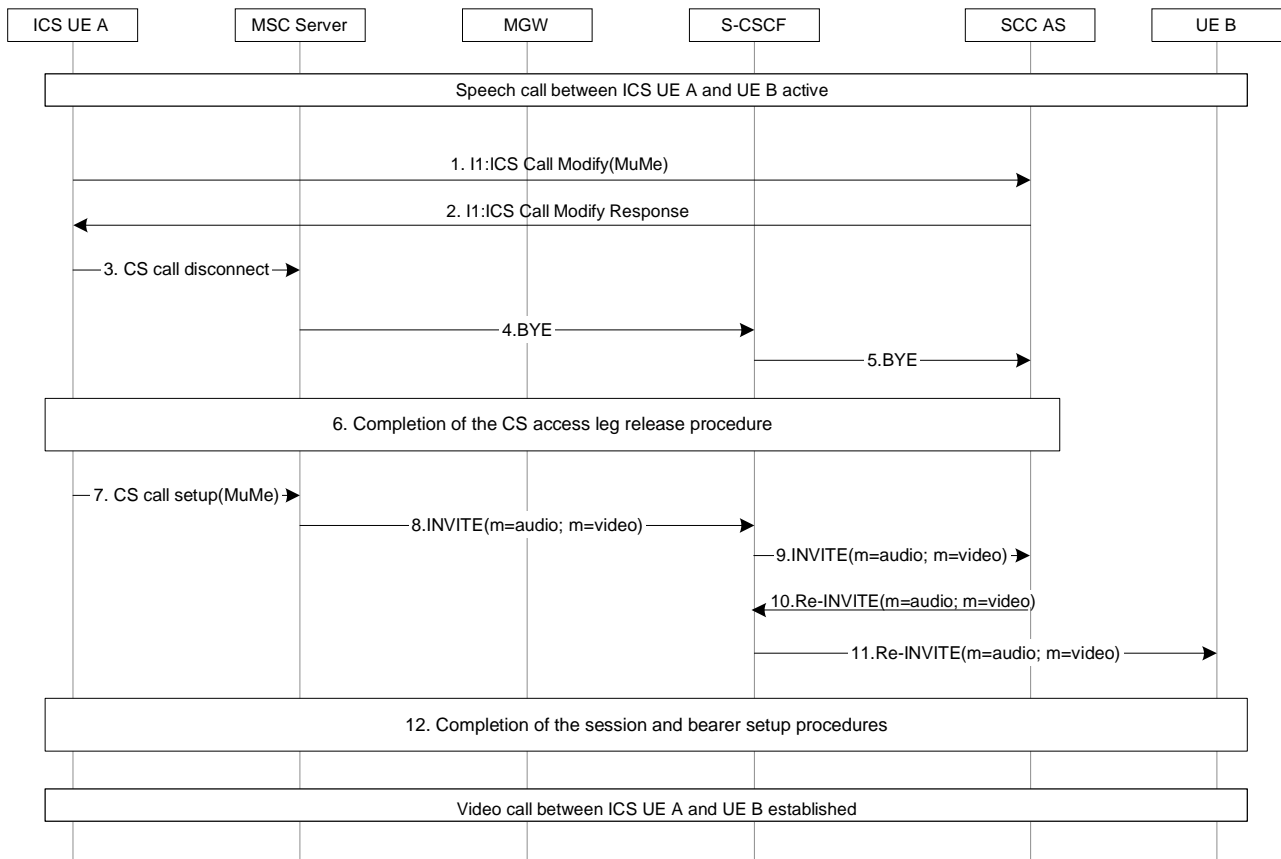 ICS UE A
MSC Server
MGW
S-CSCF
SCC AS
UE B
Speech call between ICS UE A and UE B active
1. I1:ICS Call Modify(MuMe)
2. I1:ICS Call Modify Response
3. CS call disconnect
4.BYE
5.BYE
6. Completion of the CS access leg release procedure
7. CS call setup(MuMe)
8.INVITE(m=audio; m=video)
9.INVITE(m=audio; m=video)
10.Re-INVITE(m=audio; m=video)
11.Re-INVITE(m=audio; m=video)
12. Completion of the session and bearer setup procedures
Video call between ICS UE A and UE B established